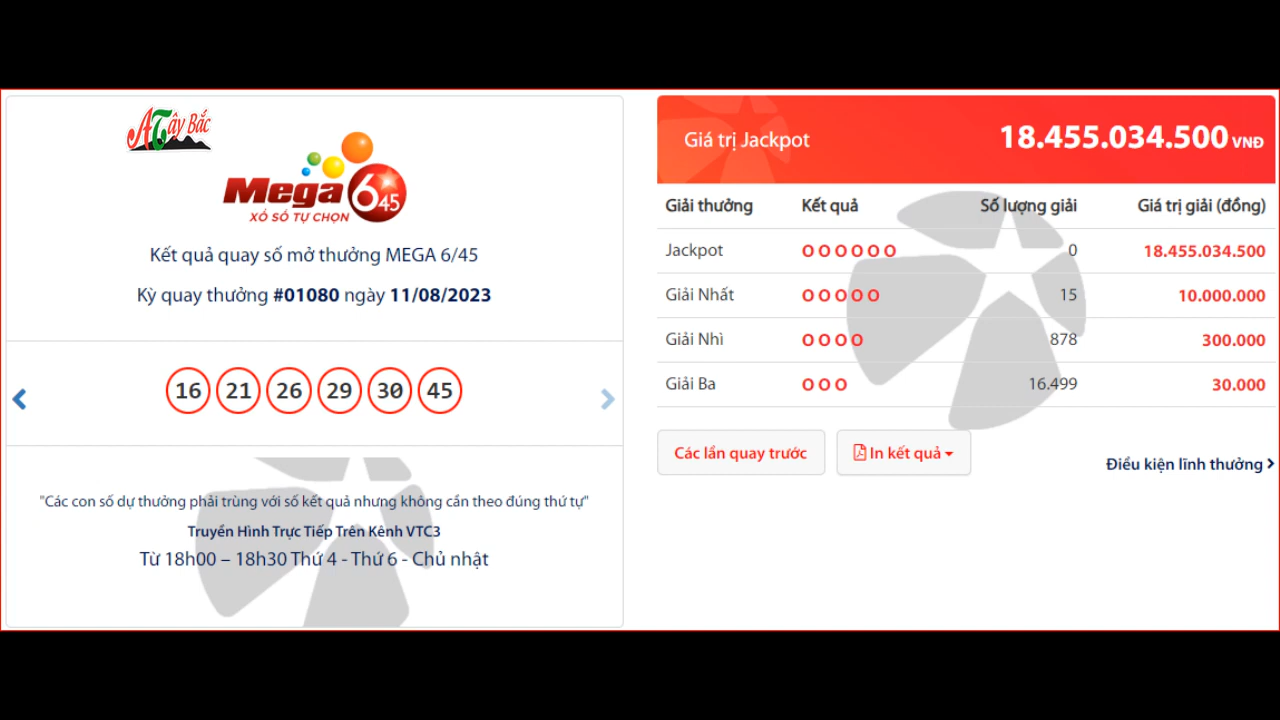 ATây Bắc
Mega 6/45
XỔ SỐ TỰ CHỌN
Kết quả quay số mở thưởng MEGA 6/45
Kỳ quay thưởng #01080 ngày 11/08/2023
16 21 26 29 30 45
"Các con số dự thưởng phải trùng với số kết quả nhưng không cần theo đúng thứ tự"
Truyền Hình Trực Tiếp Trên Kênh VTC3
Từ 18h00 – 18h30 Thứ 4 - Thứ 6 - Chủ nhật
Giá trị Jackpot 18.455.034.500 VNĐ
Giải thưởng Kết quả Số lượng giải Giá trị giải (đồng)
Jackpot O O O O O O 0 18.455.034.500
Giải Nhất O O O O O 15 10.000.000
Giải Nhì O O O O 878 300.000
Giải Ba O O O 16.499 30.000
Các lần quay trước In kết quả
Điều kiện lĩnh thưởng